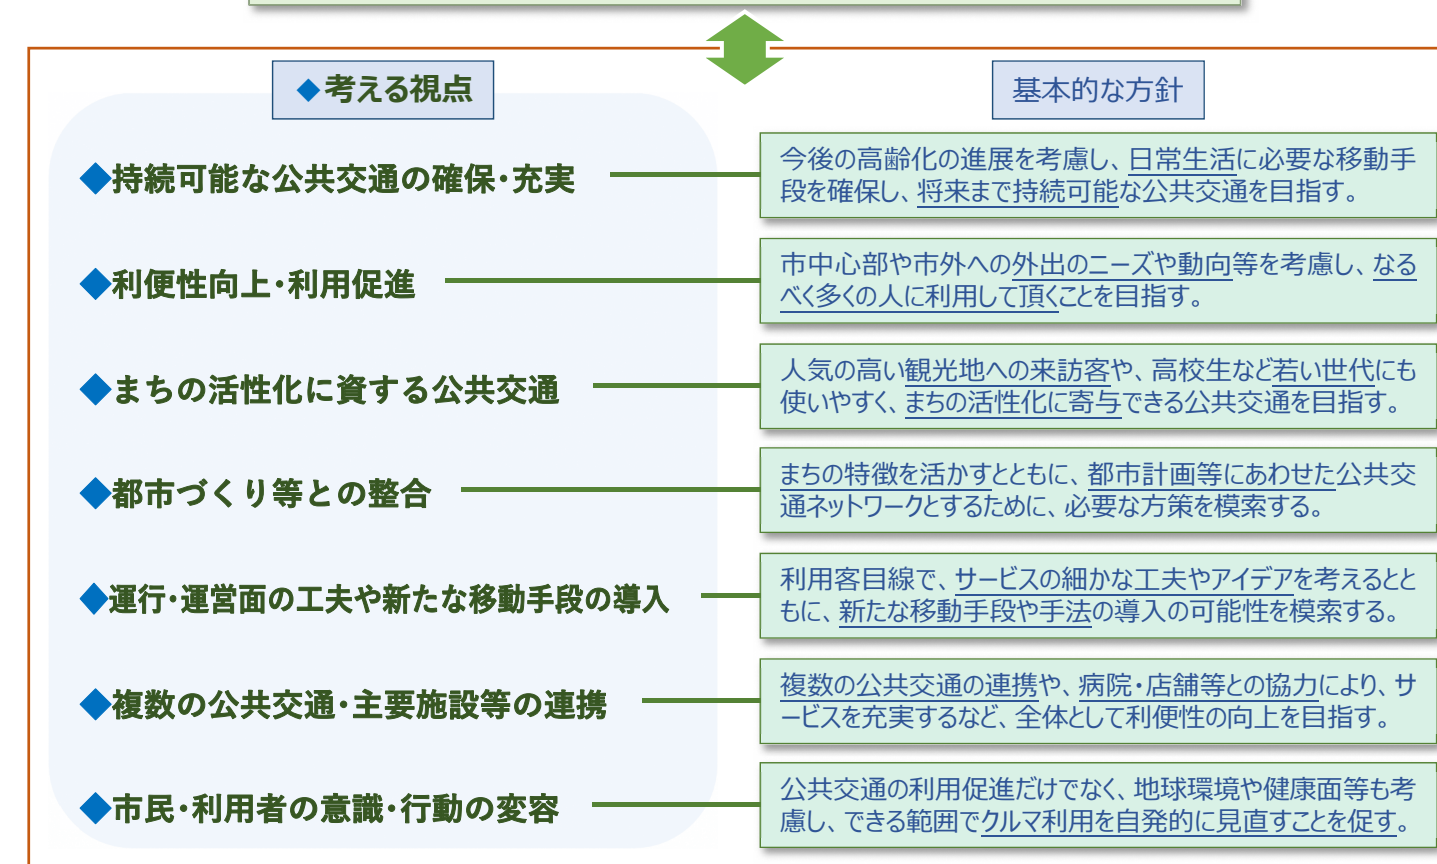 ◆考える視点
基本的な方針
◆持続可能な公共交通の確保・充実
今後の高齢化の進展を考慮し、日常生活に必要な移動手
段を確保し、将来まで持続可能な公共交通を目指す。
◆利便性向上・利用促進
市中心部や市外への外出のニーズや動向等を考慮し、なる
べく多くの人に利用して頂くことを目指す。
◆まちの活性化に資する公共交通
人気の高い観光地への来訪客や、高校生など若い世代にも
使いやすく、まちの活性化に寄与できる公共交通を目指す。
◆都市づくり等との整合
まちの特徴を活かすとともに、都市計画等にあわせた公共交
通ネットワークとするために、必要な方策を模索する。
◆運行・運営面の工夫や新たな移動手段の導入
利用客目線で、サービスの細かな工夫やアイデアを考えるとと
もに、新たな移動手段や手法の導入の可能性を模索する。
◆複数の公共交通・主要施設等の連携
複数の公共交通の連携や、病院・店舗等との協力により、サ
ービスを充実するなど、全体として利便性の向上を目指す。
◆市民・利用者の意識・行動の変容
公共交通の利用促進だけでなく、地球環境や健康面等も考
慮し、できる範囲でクルマ利用を自発的に見直すことを促す。